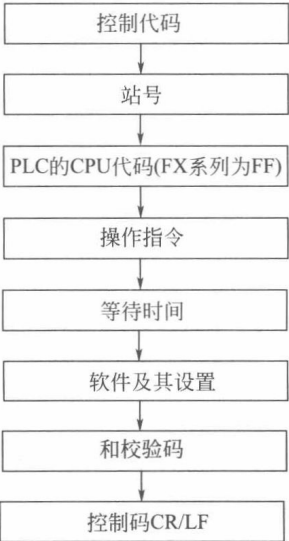 控制代码
站号
PLC的CPU代码(FX系列为FF)
操作指令
等待时间
软件及其设置
和校验码
控制码CR/LF